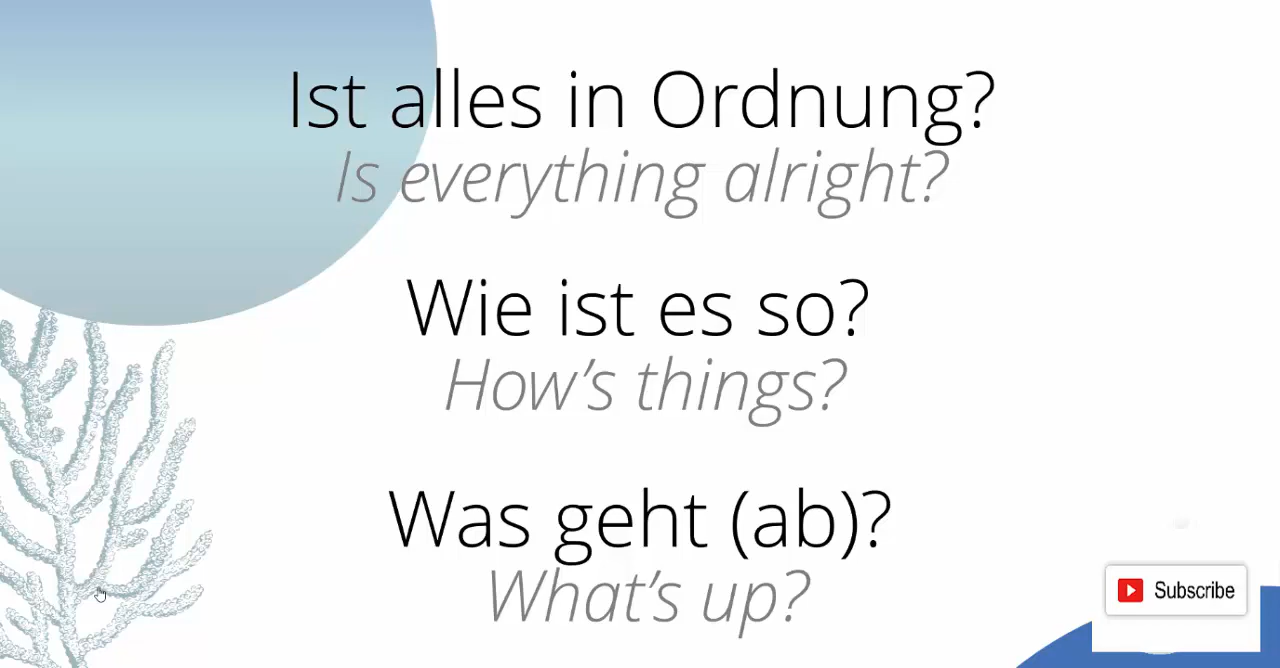 Ist alles in Ordnung?
Is everything alright?
Wie ist es so?
How’s things?
Was geht (ab)?
What’s up?
Subscribe